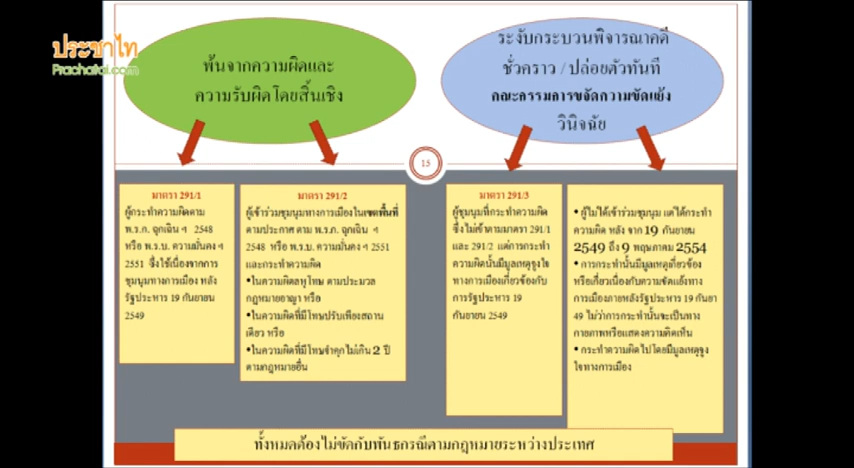 ประชาไท
Prachatai.com
พ้นจากความผิดและ
ความรับผิดโดยสิ้นเชิง
ระงับกระบวนพิจารณาคดี
ชั่วคราว / ปล่อยตัวทันที
คณะกรรมการขจัดความขัดแย้ง
วินิจฉัย
15
มาตรา 291/1
ผู้กระทำความผิดตาม
พ.ร.ก. ฉุกเฉิน ฯ 2548
หรือ พ.ร.บ. ความมั่นคง ฯ
2551 ซึ่งใช้เนื่องจากการ
ชุมนุมทางการเมือง หลัง
รัฐประหาร 19 กันยายน
2549
มาตรา 291/2
ผู้เข้าร่วมชุมนุมทางการเมืองในเขตพื้นที่
ตามประกาศ ตาม พ.ร.ก. ฉุกเฉิน ฯ
2548 หรือ พ.ร.บ. ความมั่นคง ฯ 2551
และกระทำความผิด
•ในความผิดลหุโทษ ตามประมวล
กฎหมายอาญา หรือ
•ในความผิดที่มีโทษปรับเพียงสถาน
เดียว หรือ
•ในความผิดที่มีโทษจำคุกไม่เกิน 2 ปี
ตามกฎหมายอื่น
มาตรา 291/3
ผู้ชุมนุมที่กระทำความผิด
ซึ่งไม่เข้าตามมาตรา 291/1
และ 291/2 แต่การกระทำ
ความผิดนั้นมีมูลเหตุจูงใจ
ทางการเมืองเกี่ยวข้องกับ
การรัฐประหาร 19
กันยายน 2549
• ผู้ไม่ได้เข้าร่วมชุมนุม แต่ได้กระทำ
ความผิด หลัง จาก 19 กันยายน
2549 ถึง 9 พฤษภาคม 2554
• การกระทำนั้นมีมูลเหตุเกี่ยวข้อง
หรือเกี่ยวเนื่องกับความขัดแย้งทาง
การเมืองภายหลังรัฐประหาร 19 กันยา
49 ไม่ว่าการกระทำนั้นจะเป็นทาง
กายภาพหรือแสดงความคิดเห็น
• กระทำความผิดไปโดยมีมูลเหตุจูง
ใจทางการเมือง
ทั้งหมดต้องไม่ขัดกับพันธกรณีตามกฎหมายระหว่างประเทศ